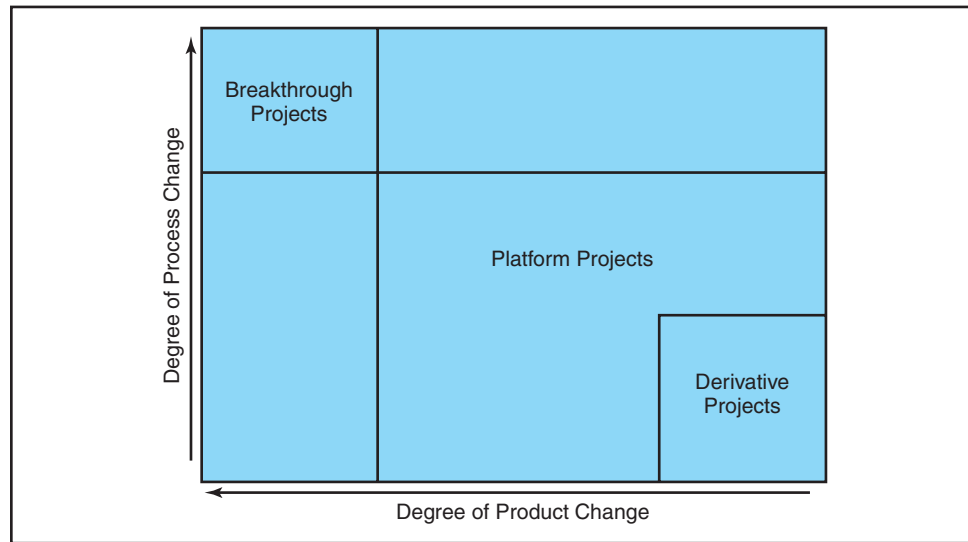 Breakthrough
Projects
Degree of Process Change
Platform Projects
Derivative
Projects
Degree of Product Change